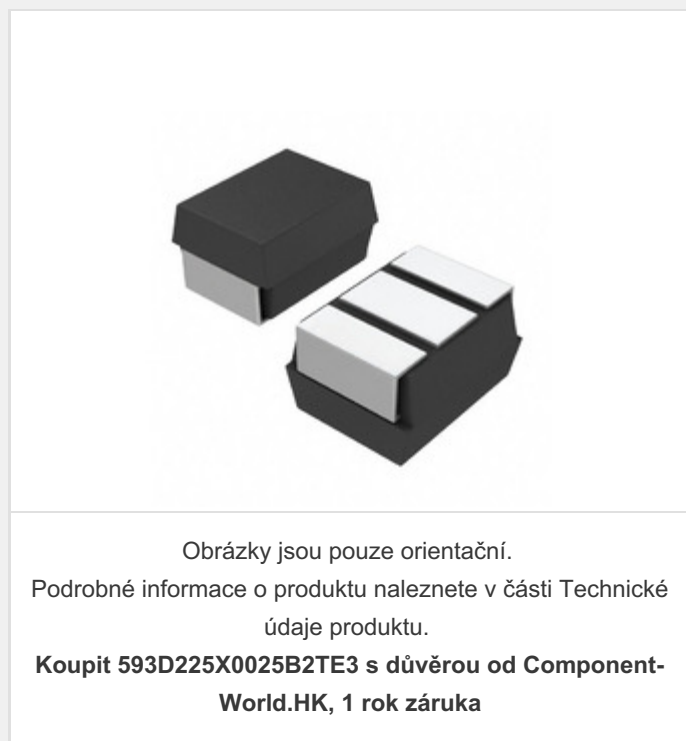 Obrázky jsou pouze orientační.
Podrobné informace o produktu naleznete v části Technické
údaje produktu.
Koupit 593D225X0025B2TE3 s důvěrou od Component-
World.HK, 1 rok záruka